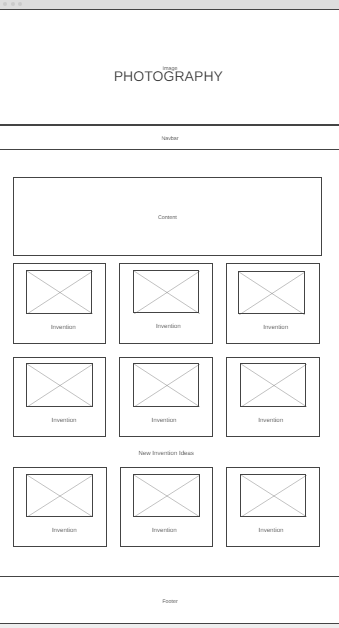 Image
PHOTOGRAPHY
Navbar
Content
Invention
Invention
Invention
Invention
Invention
Invention
New Invention Ideas
Invention
Invention
Invention
Footer